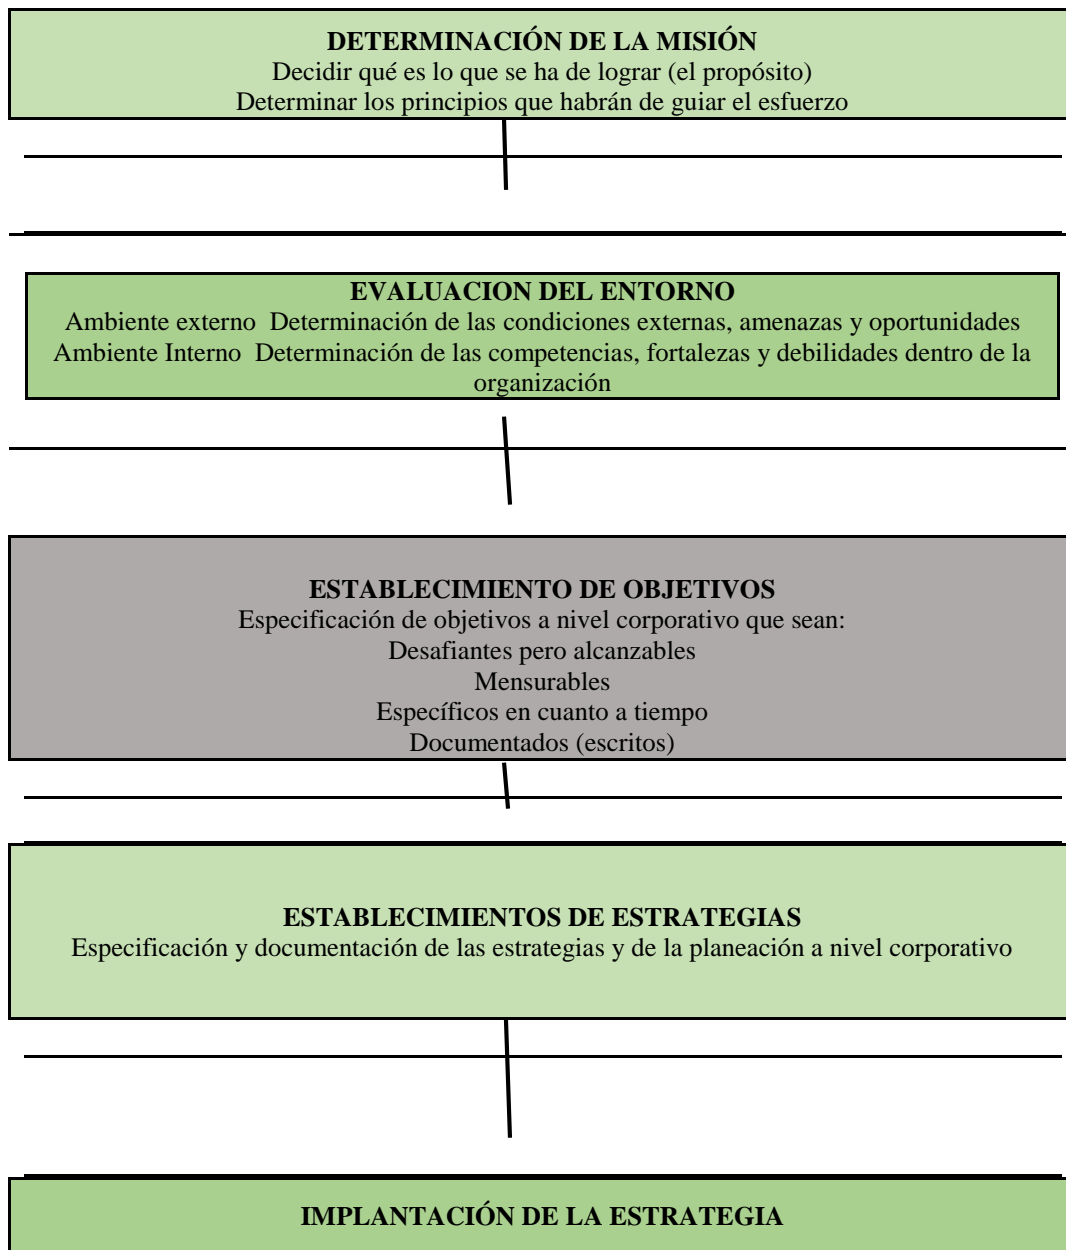 DETERMINACIÓN DE LA MISIÓN
Decidir qué es lo que se ha de lograr (el propósito)
Determinar los principios que habrán de guiar el esfuerzo
EVALUACION DEL ENTORNO
Ambiente externo Determinación de las condiciones externas, amenazas y oportunidades
Ambiente Interno Determinación de las competencias, fortalezas y debilidades dentro de la
organización
ESTABLECIMIENTO DE OBJETIVOS
Especificación de objetivos a nivel corporativo que sean:
Desafiantes pero alcanzables
Mensurables
Específicos en cuanto a tiempo
Documentados (escritos)
ESTABLECIMIENTOS DE ESTRATEGIAS
Especificación y documentación de las estrategias y de la planeación a nivel corporativo
IMPLANTACIÓN DE LA ESTRATEGIA